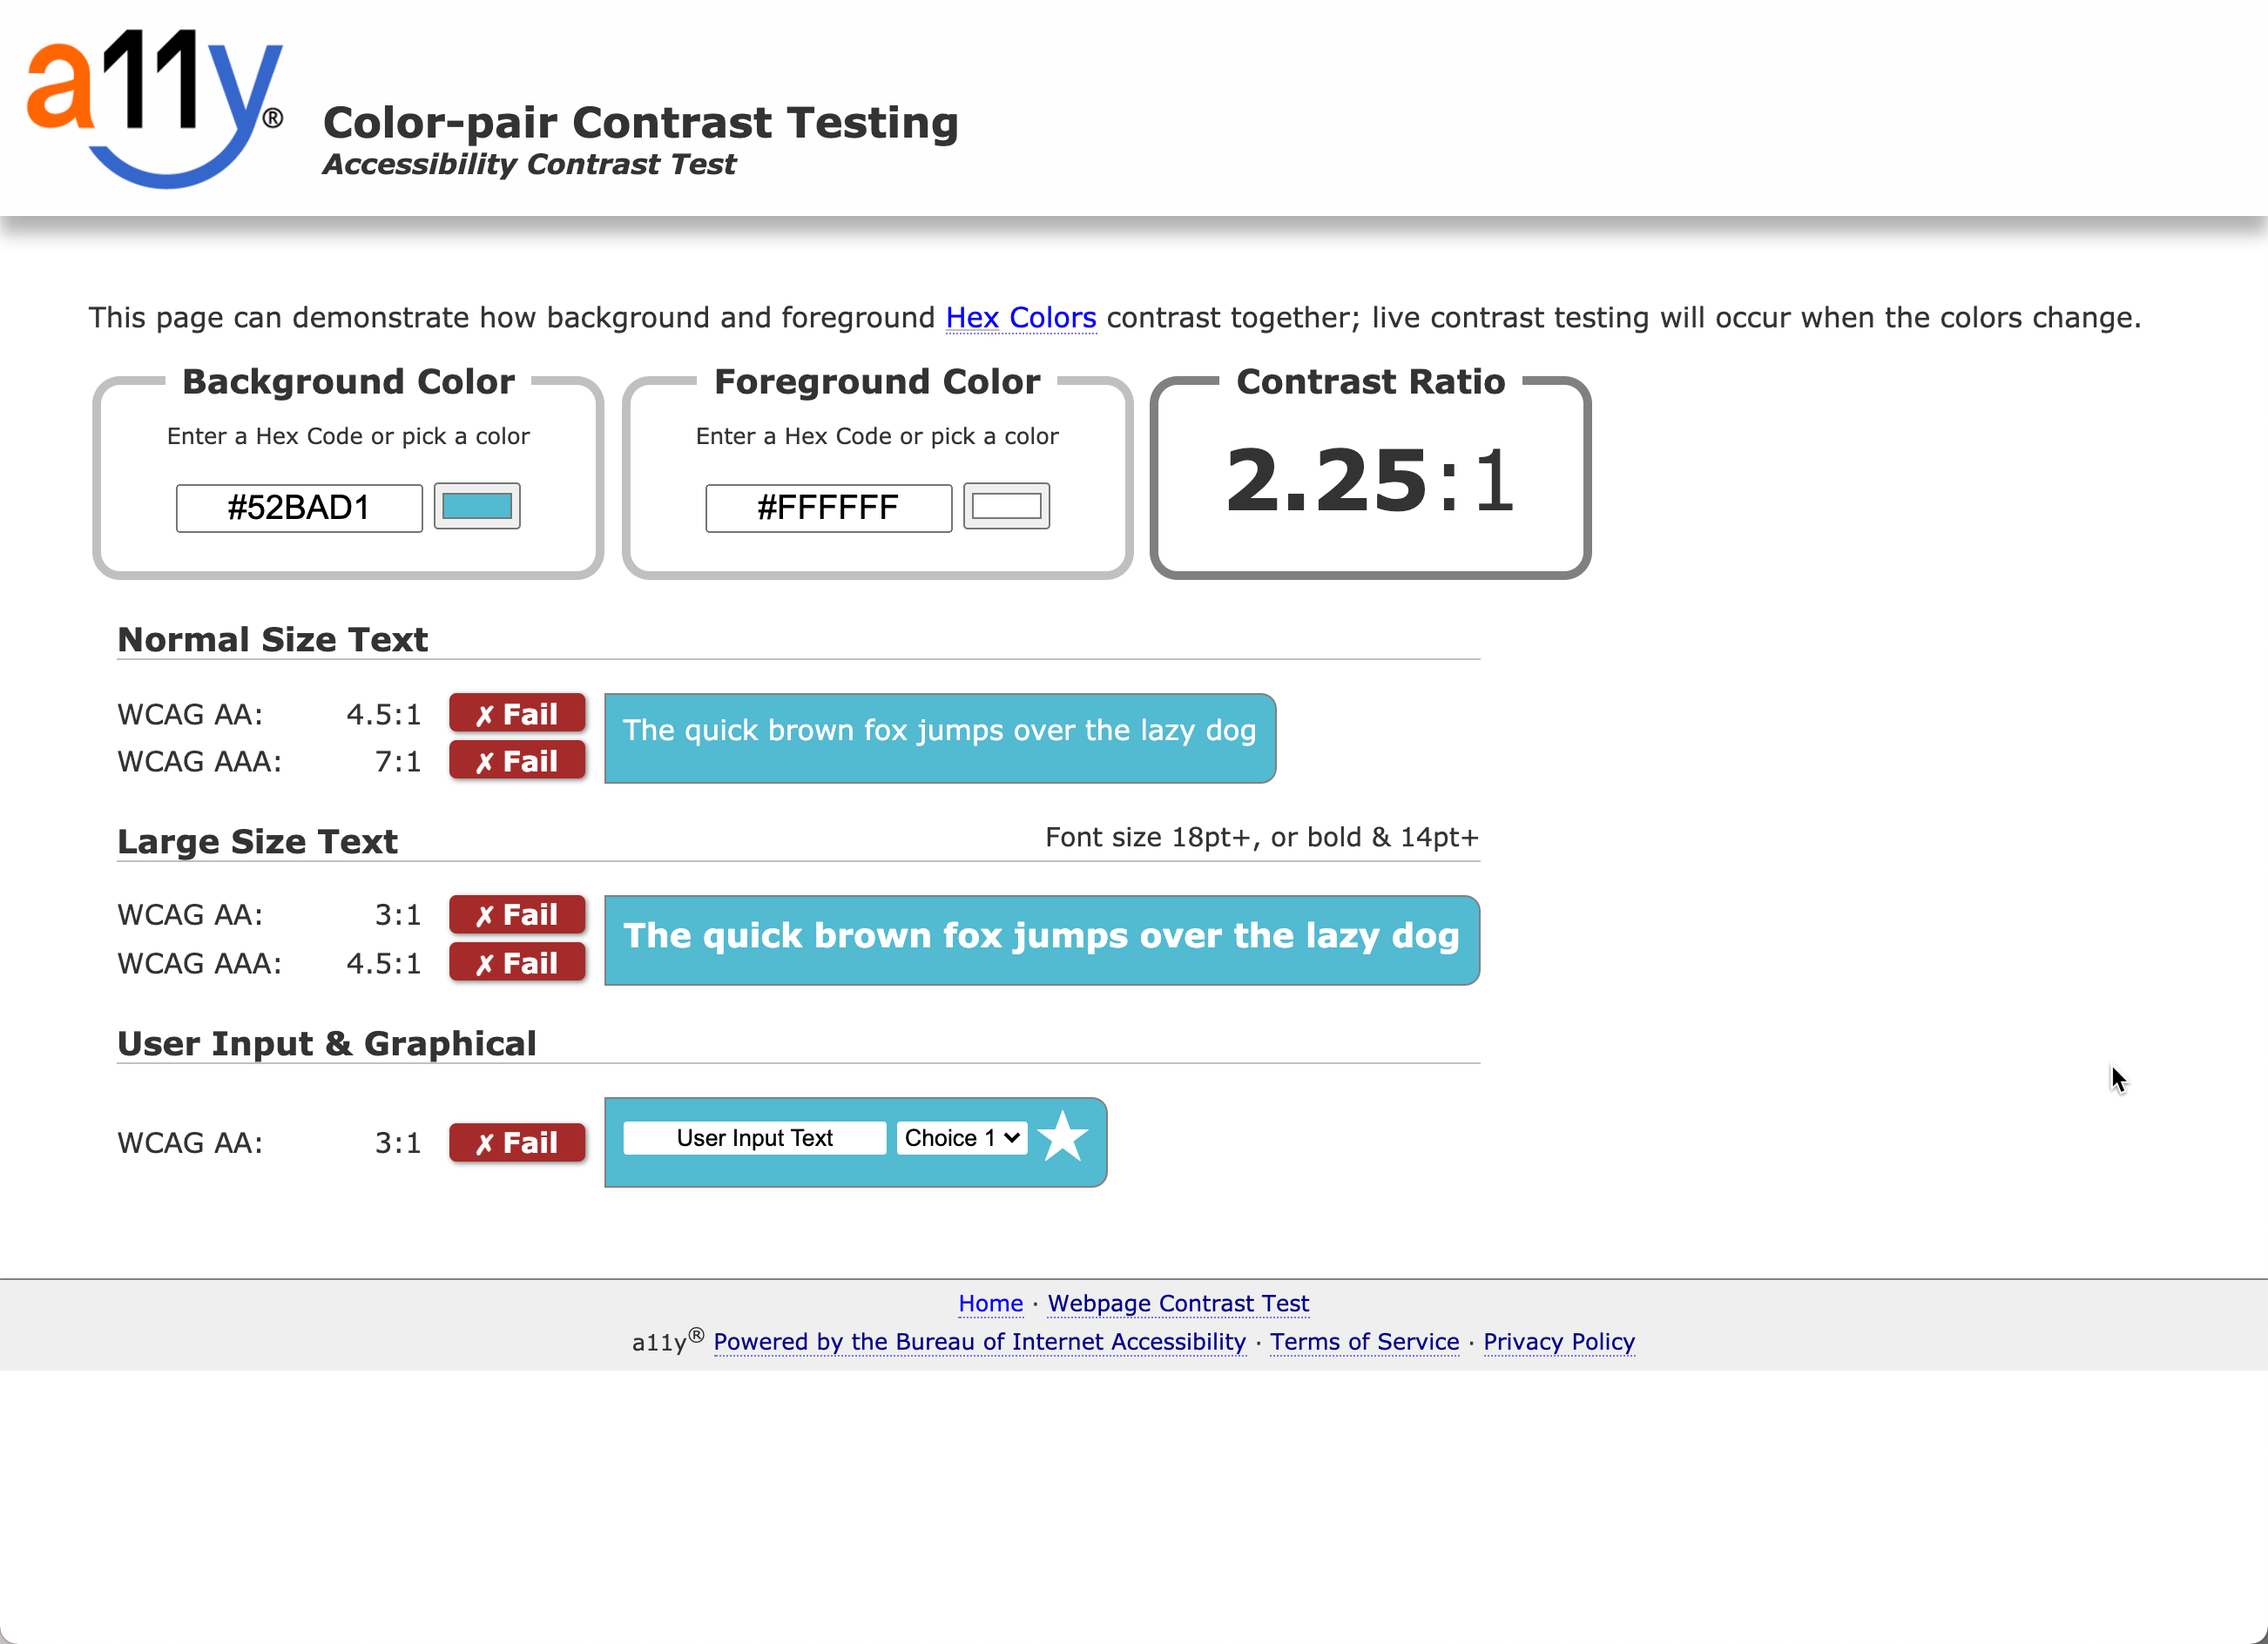 a11y®
Color-pair Contrast Testing
Accessibility Contrast Test
This page can demonstrate how background and foreground Hex Colors contrast together; live contrast testing will occur when the colors change.
Background Color
Enter a Hex Code or pick a color
#52BAD1
Foreground Color
Enter a Hex Code or pick a color
#FFFFFF
Contrast Ratio
2.25:1
Normal Size Text
WCAG AA: 4.5:1 ✗ Fail
WCAG AAA: 7:1 ✗ Fail
The quick brown fox jumps over the lazy dog
Large Size Text Font size 18pt+, or bold & 14pt+
WCAG AA: 3:1 ✗ Fail
WCAG AAA: 4.5:1 ✗ Fail
The quick brown fox jumps over the lazy dog
User Input & Graphical
WCAG AA: 3:1 ✗ Fail
User Input Text Choice 1
Home · Webpage Contrast Test
a11y® Powered by the Bureau of Internet Accessibility · Terms of Service · Privacy Policy